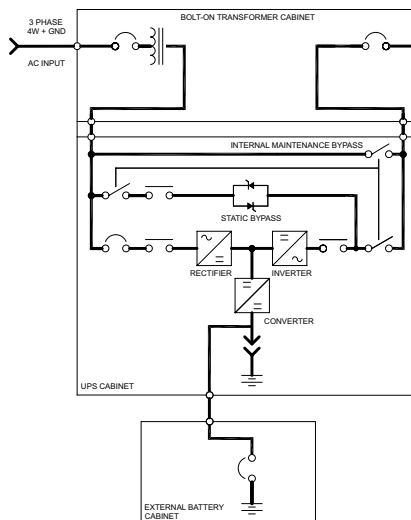 3 PHASE
4W + GND
AC INPUT
BOLT-ON TRANSFORMER CABINET
INTERNAL MAINTENANCE BYPASS
STATIC BYPASS
RECTIFIER
INVERTER
CONVERTER
UPS CABINET
EXTERNAL BATTERY
CABINET